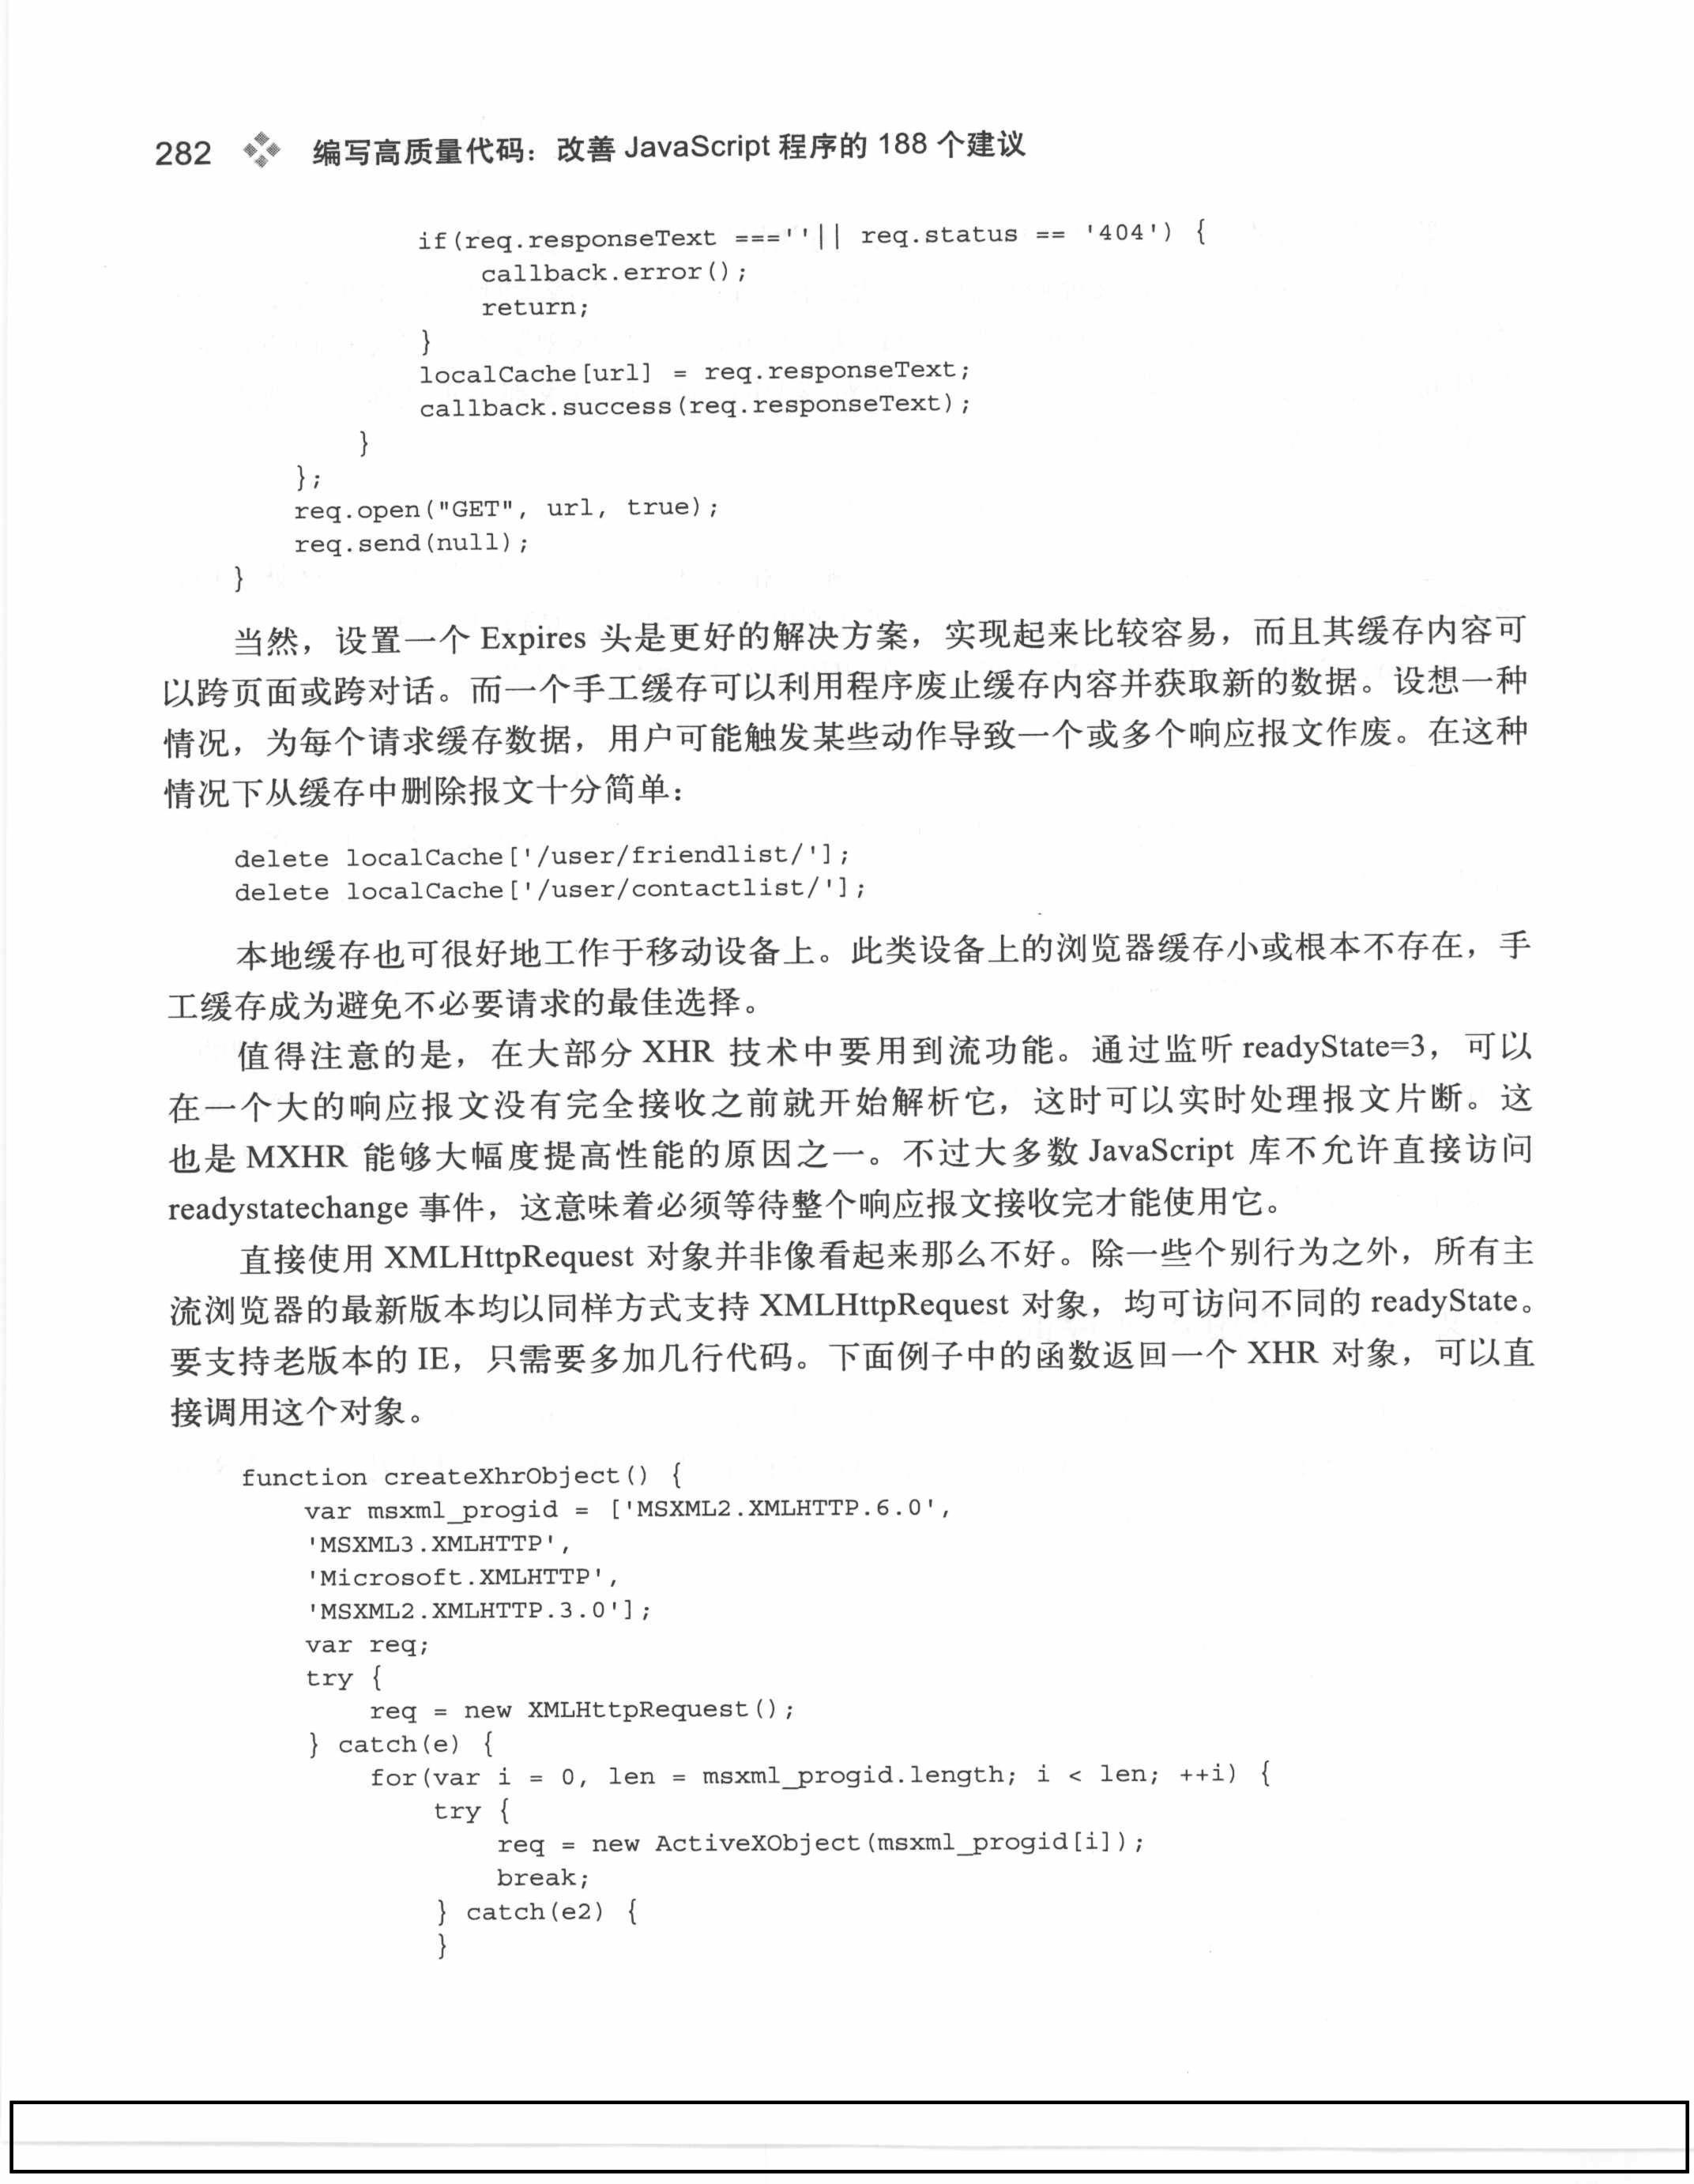 282 编写高质量代码：改善 JavaScript 程序的 188 个建议
if(req.responseText ===''|| req.status == '404') {
callback.error();
return;
}
localCache[url] = req.responseText;
callback.success(req.responseText);
}
};
req.open("GET", url, true);
req.send(null);
}
当然，设置一个 Expires 头是更好的解决方案，实现起来比较容易，而且其缓存内容可
以跨页面或跨对话。而一个手工缓存可以利用程序废止缓存内容并获取新的数据。设想一种
情况，为每个请求缓存数据，用户可能触发某些动作导致一个或多个响应报文作废。在这种
情况下从缓存中删除报文十分简单：
delete localCache['/user/friendlist/'];
delete localCache['/user/contactlist/'];
本地缓存也可很好地工作于移动设备上。此类设备上的浏览器缓存小或根本不存在，手
工缓存成为避免不必要请求的最佳选择。
值得注意的是，在大部分 XHR 技术中要用到流功能。通过监听 readyState=3，可以
在一个大的响应报文没有完全接收之前就开始解析它，这时可以实时处理报文片断。这
也是 MXHR 能够大幅度提高性能的原因之一。不过大多数 JavaScript 库不允许直接访问
readystatechange 事件，这意味着必须等待整个响应报文接收完才能使用它。
直接使用 XMLHttpRequest 对象并非像看起来那么不好。除一些个别行为之外，所有主
流浏览器的最新版本均以同样方式支持 XMLHttpRequest 对象，均可访问不同的 readyState。
要支持老版本的 IE，只需要多加几行代码。下面例子中的函数返回一个 XHR 对象，可以直
接调用这个对象。
function createXhrObject() {
var msxml_progid = ['MSXML2.XMLHTTP.6.0',
'MSXML3.XMLHTTP',
'Microsoft.XMLHTTP',
'MSXML2.XMLHTTP.3.0'];
var req;
try {
req = new XMLHttpRequest();
} catch(e) {
for(var i = 0, len = msxml_progid.length; i < len; ++i) {
try {
req = new ActiveXObject(msxml_progid[i]);
break;
} catch(e2) {
}